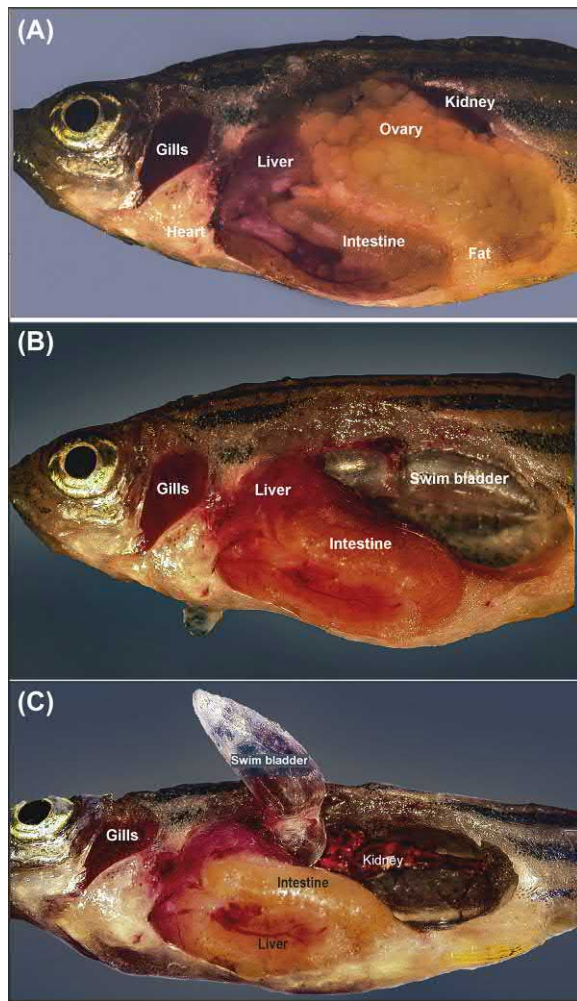 (A)
Kidney
Ovary
Gills
Liver
Heart
Intestine
Fat
(B)
Swim bladder
Gills
Liver
Intestine
(C)
Swim bladder
Gills
Kidney
Intestine
Liver